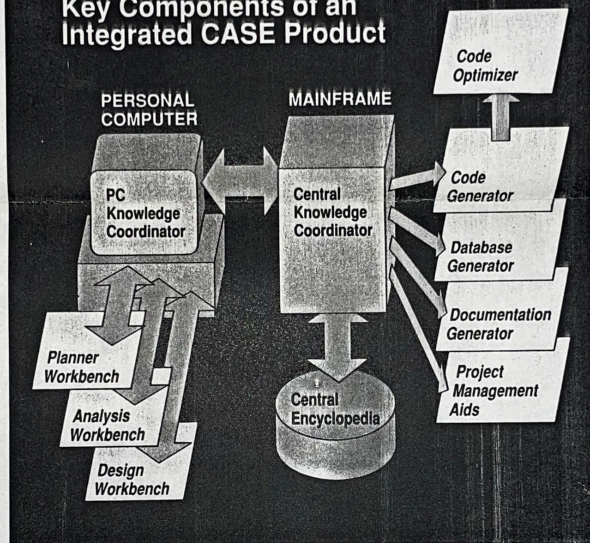 Key Components of an
Integrated CASE Product
PERSONAL
COMPUTER
PC
Knowledge
Coordinator
Planner
Workbench
Analysis
Workbench
Design
Workbench
MAINFRAME
Central
Knowledge
Coordinator
Central
Encyclopedia
Code
Optimizer
Code
Generator
Database
Generator
Documentation
Generator
Project
Management
Aids